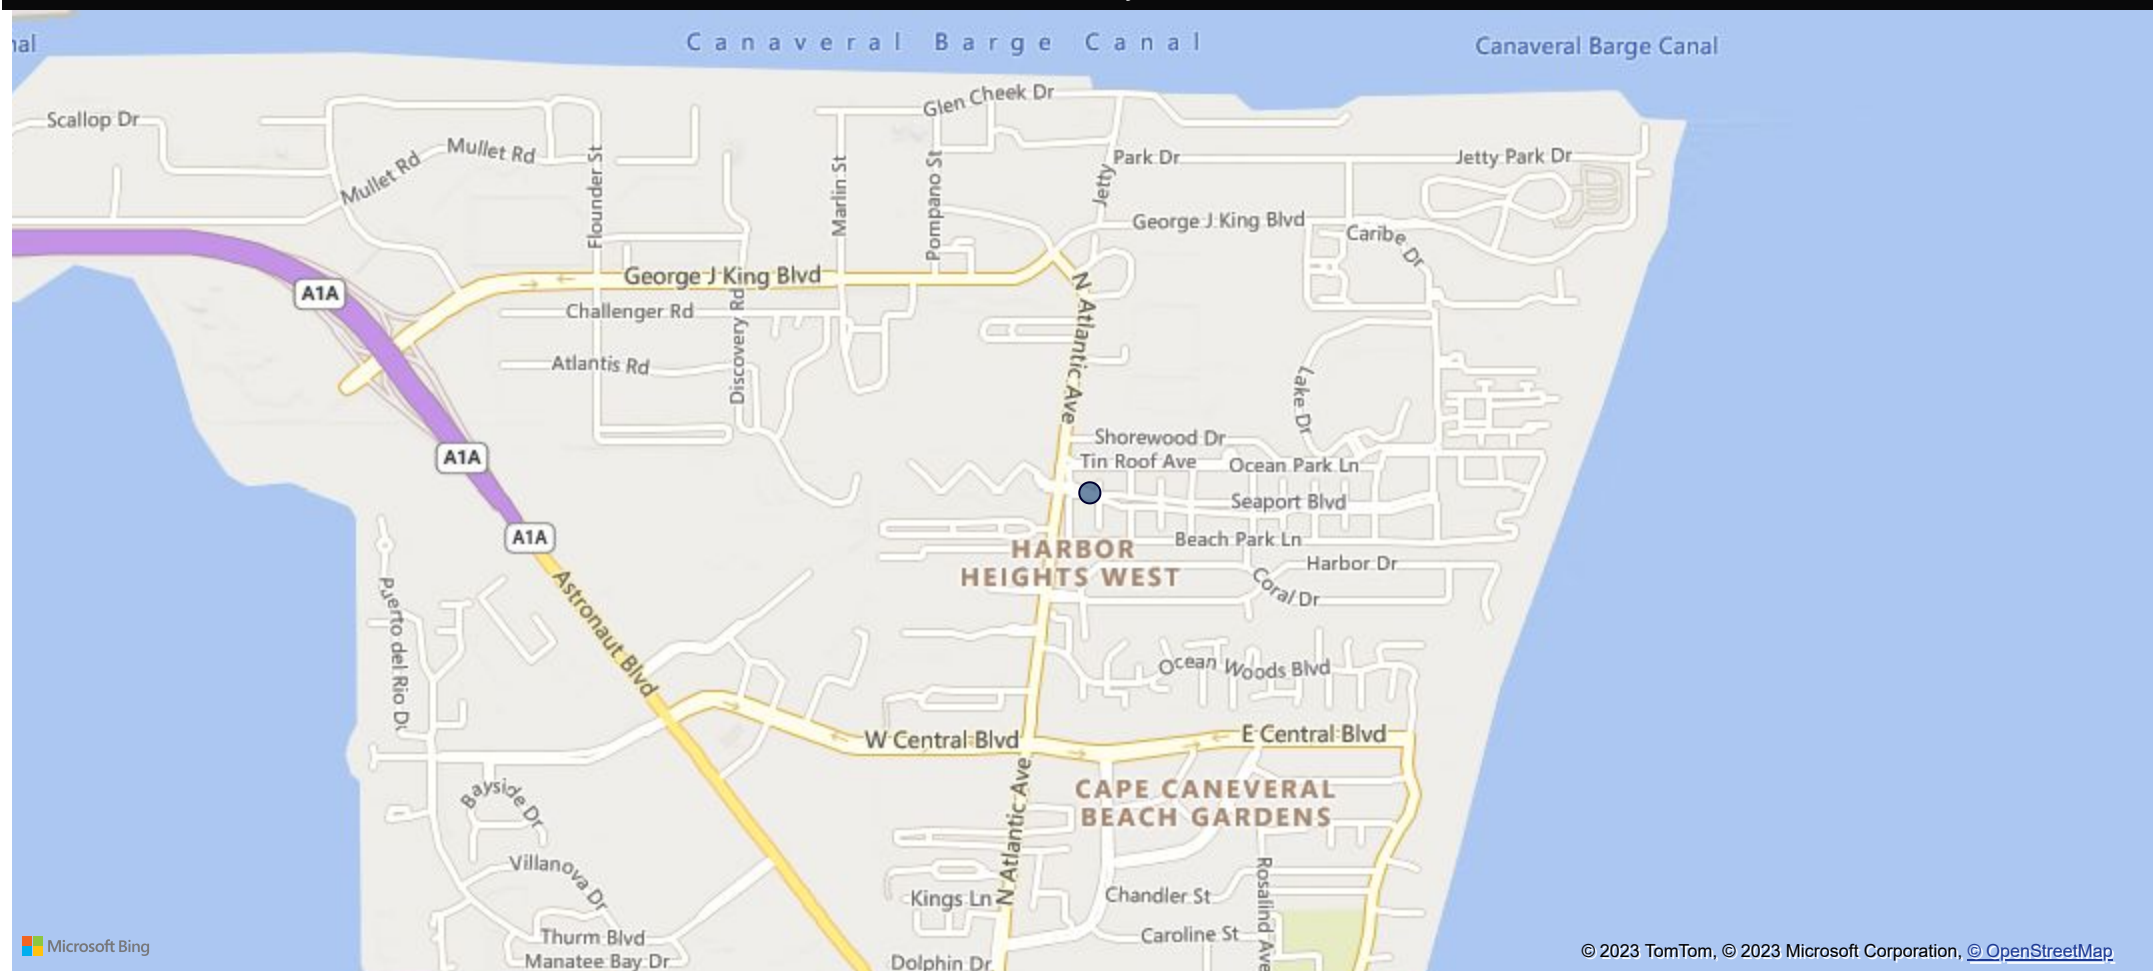 Canaveral Barge Canal
Canaveral Barge Canal
Glen Cheek Dr
Scallop Dr
Mullet Rd
Mullet Rd
Flounder St
Marlin St
Pompano St
Jetty
Park Dr
Jetty Park Dr
George J King Blvd
Caribe Dr
A1A
George J King Blvd
N Atlantic Ave
Challenger Rd
Discovery Rd
Atlantis Rd
Lake Dr
A1A
Shorewood Dr
Tin Roof Ave
Ocean Park Ln
Seaport Blvd
A1A
Beach Park Ln
HARBOR
HEIGHTS WEST
Harbor Dr
Coral Dr
Astronaut Blvd
Puerto del Rio Dr
Ocean Woods Blvd
W Central Blvd
E Central Blvd
N Atlantic Ave
CAPE CANEVERAL
BEACH GARDENS
Bayside Dr
Villanova Dr
Rosalind Ave
Kings Ln
Chandler St
Thurm Blvd
Caroline St
Manatee Bay Dr
Dolphin Dr
Microsoft Bing
© 2023 TomTom, © 2023 Microsoft Corporation, © OpenStreetMap